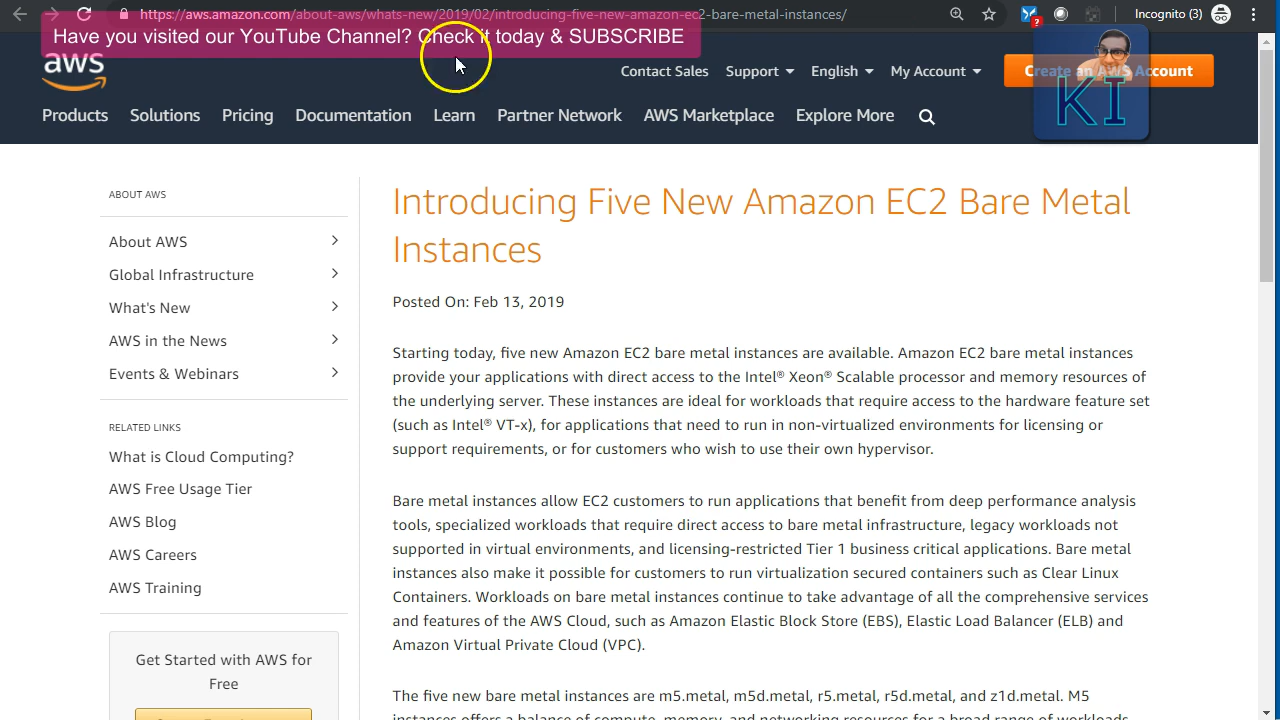 https://aws.amazon.com/about-aws/whats-new/2019/02/introducing-five-new-amazon-ec2-bare-metal-instances/
Incognito (3)
Have you visited our YouTube Channel? Check it today & SUBSCRIBE
aws
Contact Sales Support English My Account Create an AWS Account
KI
Products Solutions Pricing Documentation Learn Partner Network AWS Marketplace Explore More
ABOUT AWS
About AWS
Global Infrastructure
What's New
AWS in the News
Events & Webinars
RELATED LINKS
What is Cloud Computing?
AWS Free Usage Tier
AWS Blog
AWS Careers
AWS Training
Get Started with AWS for
Free
Introducing Five New Amazon EC2 Bare Metal
Instances
Posted On: Feb 13, 2019
Starting today, five new Amazon EC2 bare metal instances are available. Amazon EC2 bare metal instances
provide your applications with direct access to the Intel® Xeon® Scalable processor and memory resources of
the underlying server. These instances are ideal for workloads that require access to the hardware feature set
(such as Intel® VT-x), for applications that need to run in non-virtualized environments for licensing or
support requirements, or for customers who wish to use their own hypervisor.
Bare metal instances allow EC2 customers to run applications that benefit from deep performance analysis
tools, specialized workloads that require direct access to bare metal infrastructure, legacy workloads not
supported in virtual environments, and licensing-restricted Tier 1 business critical applications. Bare metal
instances also make it possible for customers to run virtualization secured containers such as Clear Linux
Containers. Workloads on bare metal instances continue to take advantage of all the comprehensive services
and features of the AWS Cloud, such as Amazon Elastic Block Store (EBS), Elastic Load Balancer (ELB) and
Amazon Virtual Private Cloud (VPC).
The five new bare metal instances are m5.metal, m5d.metal, r5.metal, r5d.metal, and z1d.metal. M5
instances offers a balance of compute, memory, and networking resources for a broad range of workloads